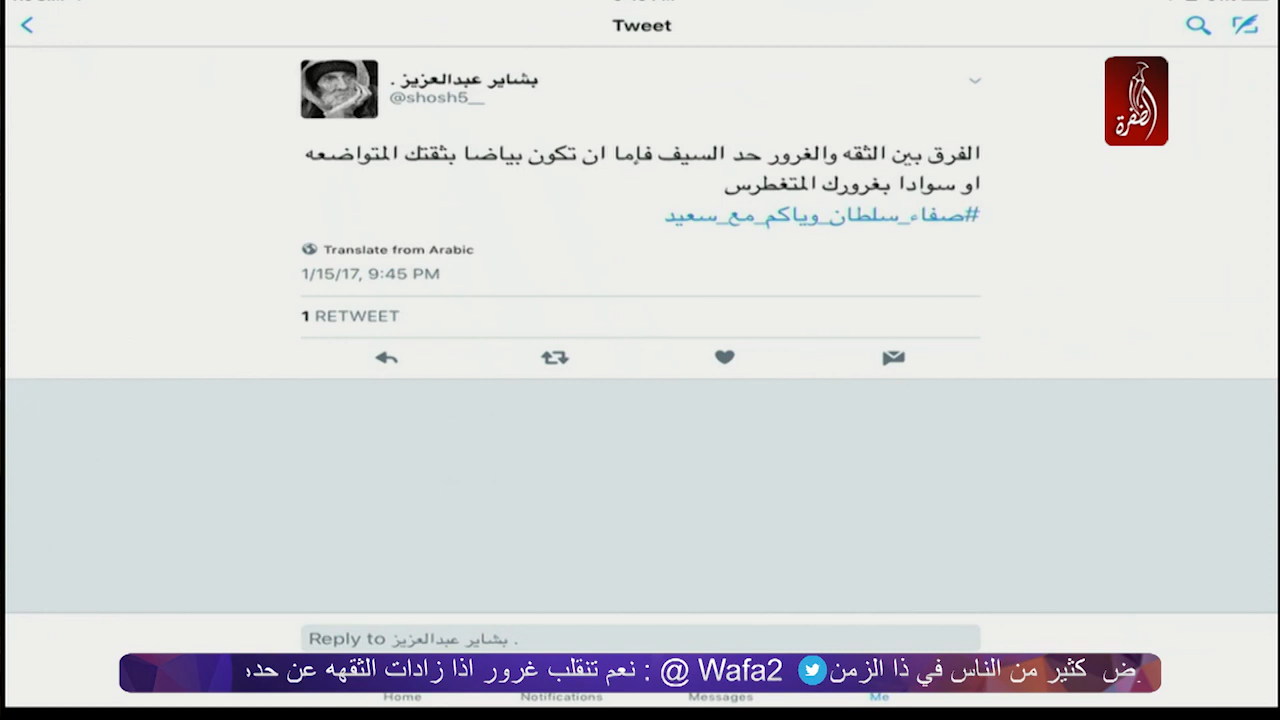 Tweet
بشاير عبدالعزيز .
@shosh5__
الظفرة
الفرق بين الثقه والغرور حد السيف فإما ان تكون بياضا بثقتك المتواضعه
او سوادا بغرورك المتغطرس
#صفاء_سلطان_وياكم_مع_سعيد
Translate from Arabic
1/15/17, 9:45 PM
1 RETWEET
Reply to بشاير عبدالعزيز .
كثير من الناس في ذا الزمن @ Wafa2 : نعم تنقلب غرور اذا زادات الثقهه عن حده
Home Notifications Messages Me